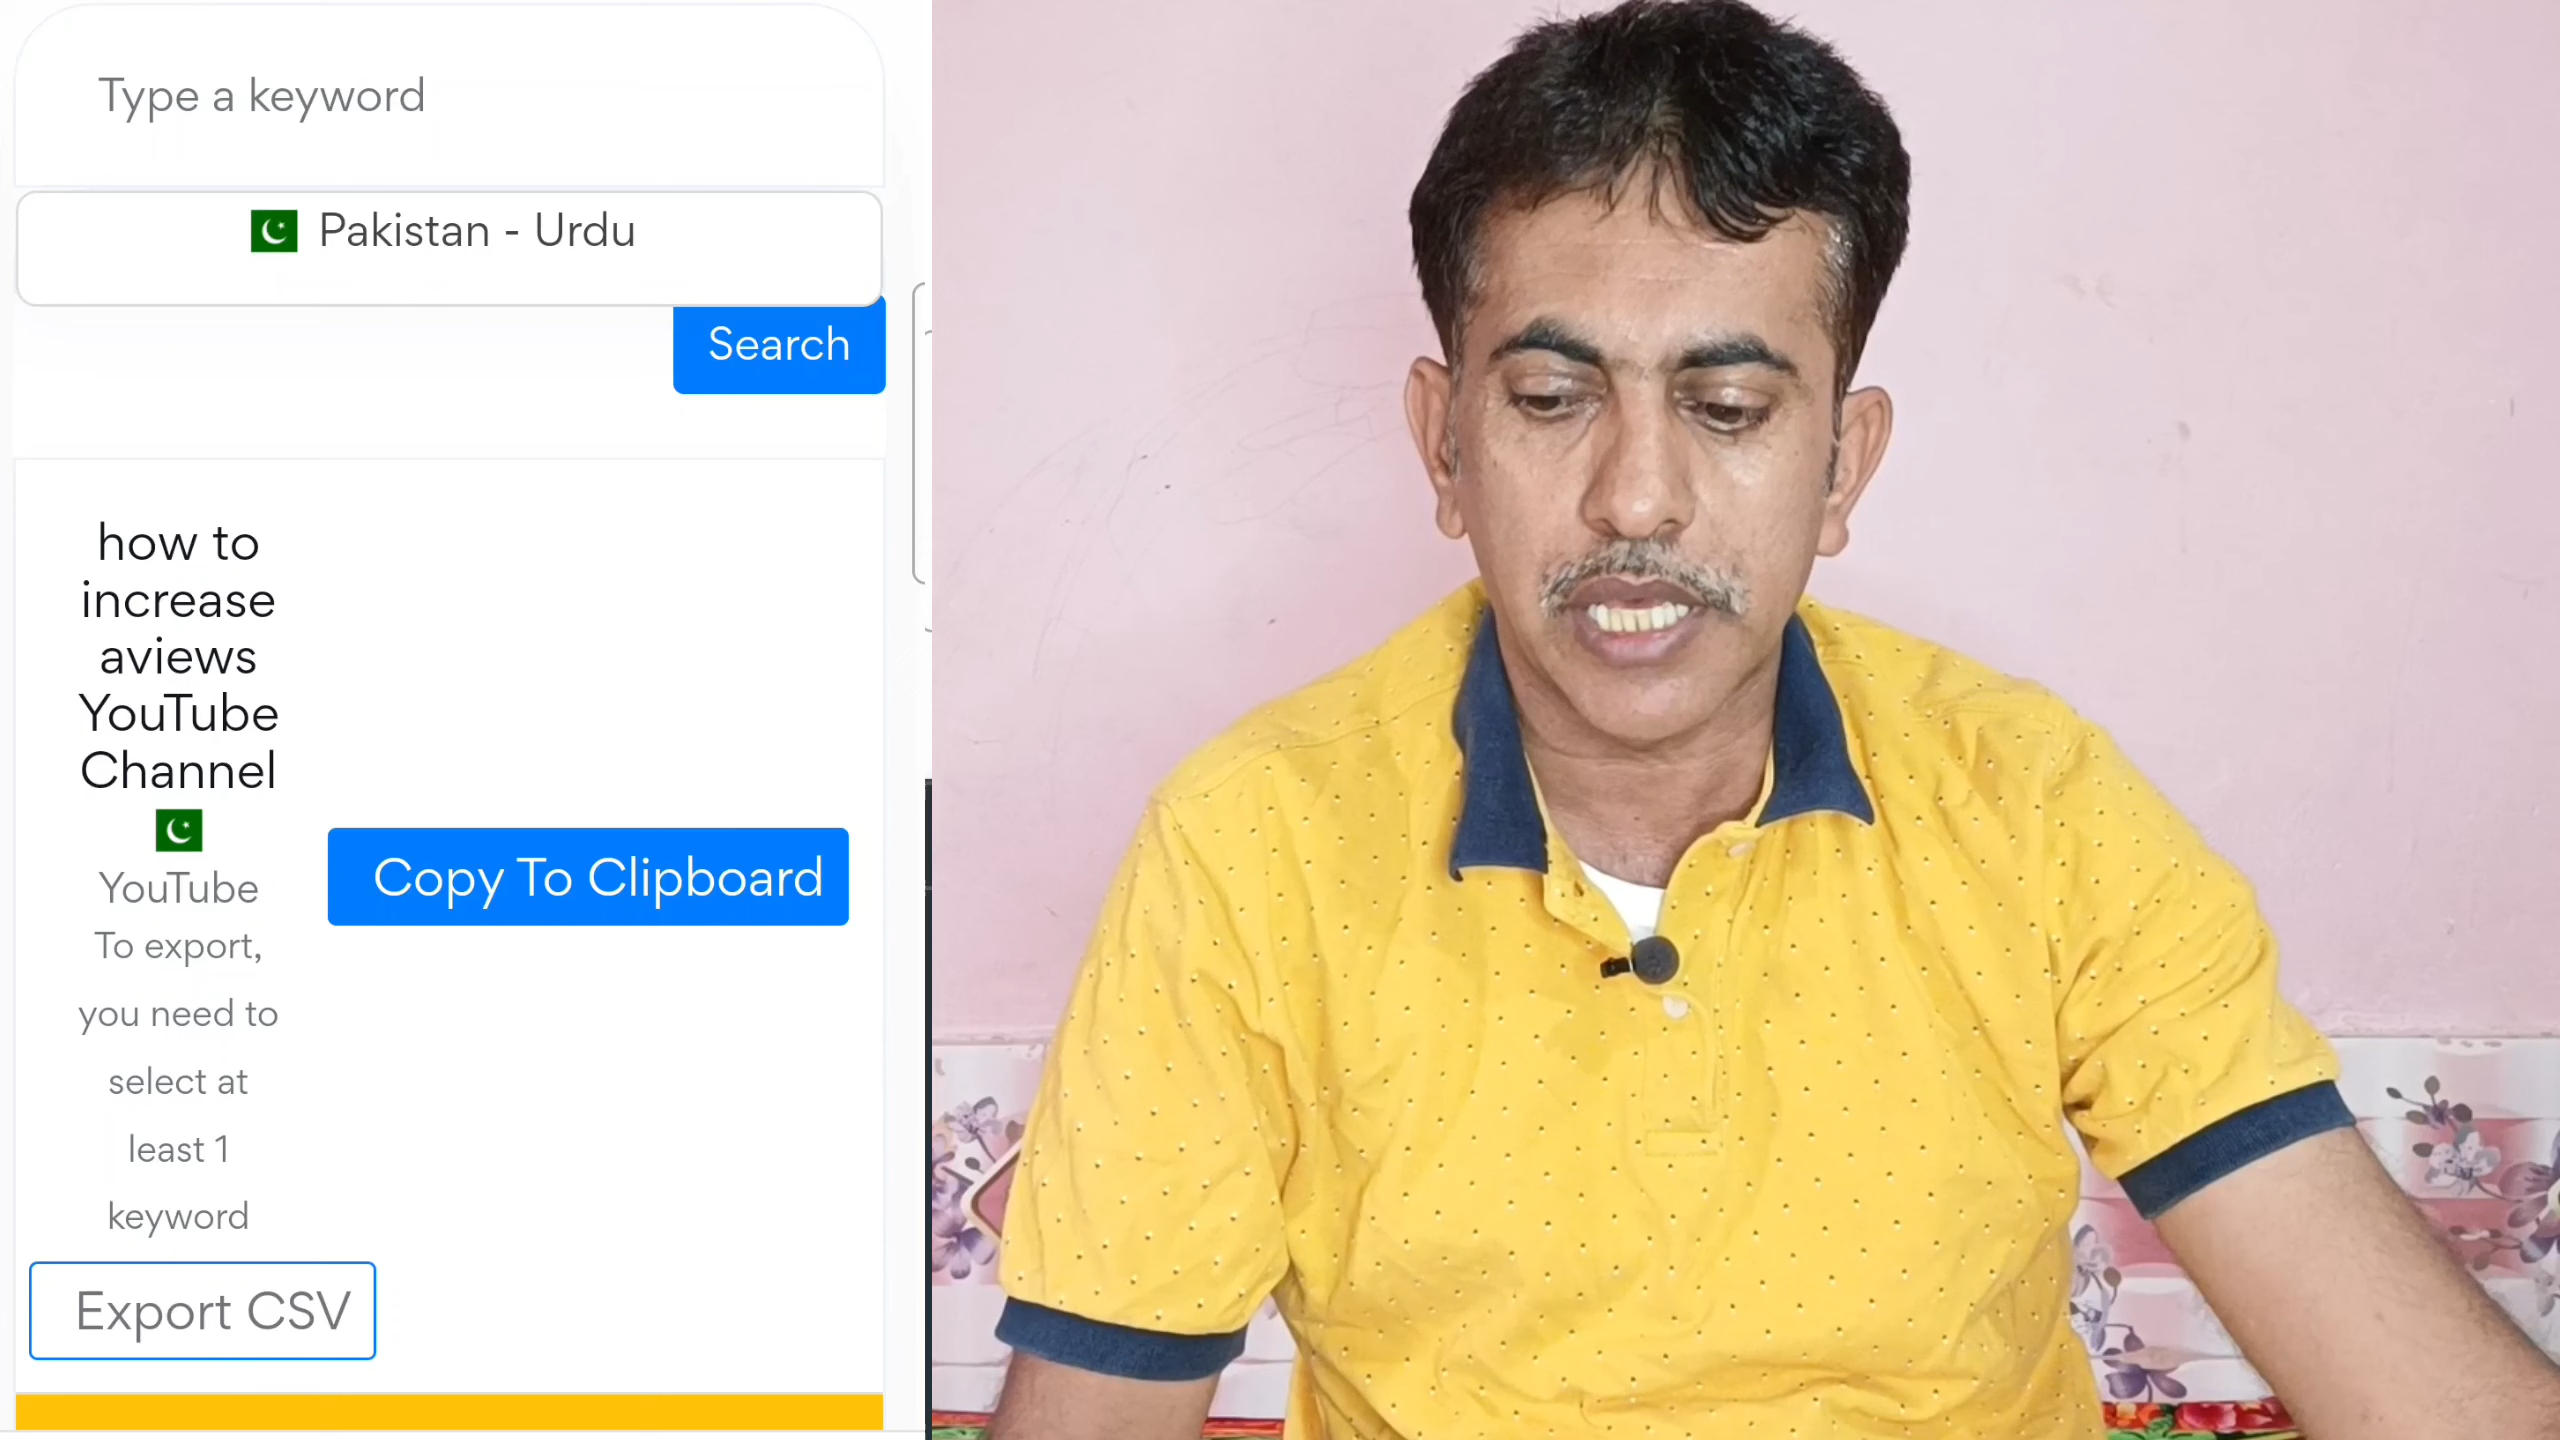 Type a keyword
Pakistan - Urdu
Search
how to
increase
aviews
YouTube
Channel
YouTube
To export,
you need to
select at
least 1
keyword
Copy To Clipboard
Export CSV